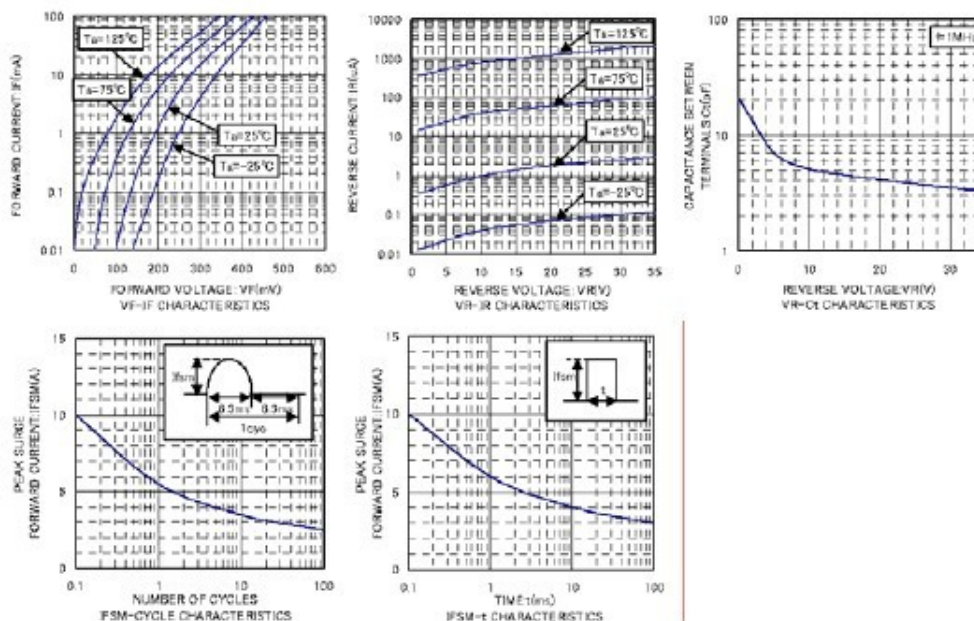 FORWARD CURRENT:IF(mA)
100
10
1
0.1
0.01
Ta=125°C
Ta=75°C
Ta=25°C
Ta=-25°C
0 100 200 300 400 500 600
FORWARD VOLTAGE:VF(mV)
VF-IF CHARACTERISTICS
REVERSE CURRENT:IR(uA)
10000
1000
100
10
1
0.1
0.01
Ta=125°C
Ta=75°C
Ta=25°C
Ta=-25°C
0 5 10 15 20 25 30 35
REVERSE VOLTAGE:VR(V)
VR-IR CHARACTERISTICS
CAPACITANCE BETWEEN
TERMINALS:Ct(pF)
100
10
1
f=1MHz
0 10 20 30
REVERSE VOLTAGE:VR(V)
VR-Ct CHARACTERISTICS
PEAK SURGE
FORWARD CURRENT:IFSM(A)
15
10
5
0
Ifsm
8.3ms 8.3ms
1cyc
0.1 1 10 100
NUMBER OF CYCLES
IFSM-CYCLE CHARACTERISTICS
PEAK SURGE
FORWARD CURRENT:IFSM(A)
15
10
5
0
Ifsm
t
0.1 1 10 100
TIME:t(ms)
IFSM-t CHARACTERISTICS